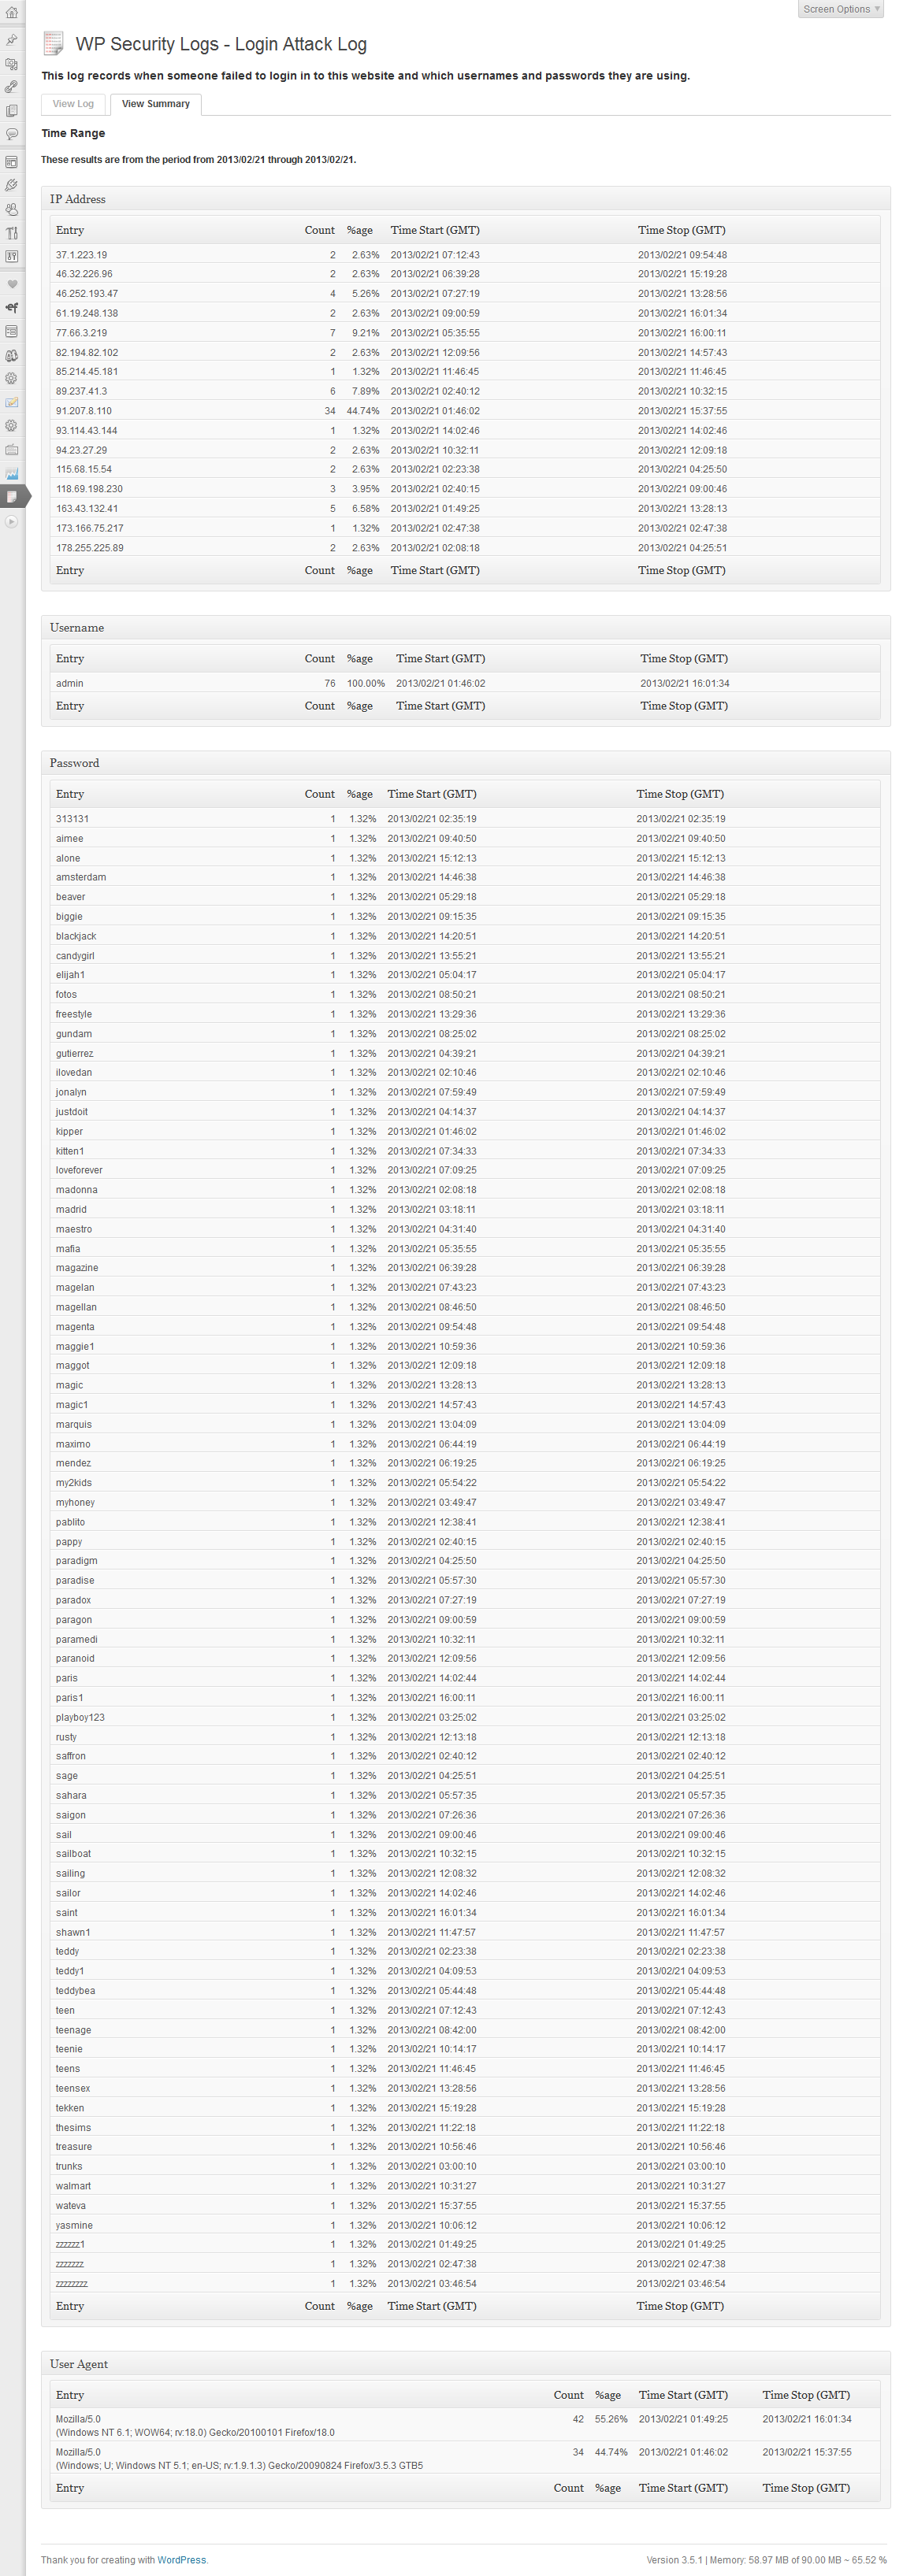 Screen Options
WP Security Logs - Login Attack Log
This log records when someone failed to login in to this website and which usernames and passwords they are using.
View Log View Summary
Time Range
These results are from the period from 2013/02/21 through 2013/02/21.
IP Address
Entry Count %age Time Start (GMT) Time Stop (GMT)
37.1.223.19 2 2.63% 2013/02/21 07:12:43 2013/02/21 09:54:48
46.32.226.96 2 2.63% 2013/02/21 06:39:28 2013/02/21 15:19:28
46.252.193.47 4 5.26% 2013/02/21 07:27:19 2013/02/21 13:28:56
61.19.248.138 2 2.63% 2013/02/21 09:00:59 2013/02/21 16:01:34
77.66.3.219 7 9.21% 2013/02/21 05:35:55 2013/02/21 16:00:11
82.194.82.102 2 2.63% 2013/02/21 12:09:56 2013/02/21 14:57:43
85.214.45.181 1 1.32% 2013/02/21 11:46:45 2013/02/21 11:46:45
89.237.41.3 6 7.89% 2013/02/21 02:40:12 2013/02/21 10:32:15
91.207.8.110 34 44.74% 2013/02/21 01:46:02 2013/02/21 15:37:55
93.114.43.144 1 1.32% 2013/02/21 14:02:46 2013/02/21 14:02:46
94.23.27.29 2 2.63% 2013/02/21 10:32:11 2013/02/21 12:09:18
115.68.15.54 2 2.63% 2013/02/21 02:23:38 2013/02/21 04:25:50
118.69.198.230 3 3.95% 2013/02/21 02:40:15 2013/02/21 09:00:46
163.43.132.41 5 6.58% 2013/02/21 01:49:25 2013/02/21 13:28:13
173.166.75.217 1 1.32% 2013/02/21 02:47:38 2013/02/21 02:47:38
178.255.225.89 2 2.63% 2013/02/21 02:08:18 2013/02/21 04:25:51
Entry Count %age Time Start (GMT) Time Stop (GMT)
Username
Entry Count %age Time Start (GMT) Time Stop (GMT)
admin 76 100.00% 2013/02/21 01:46:02 2013/02/21 16:01:34
Entry Count %age Time Start (GMT) Time Stop (GMT)
Password
Entry Count %age Time Start (GMT) Time Stop (GMT)
313131 1 1.32% 2013/02/21 02:35:19 2013/02/21 02:35:19
aimee 1 1.32% 2013/02/21 09:40:50 2013/02/21 09:40:50
alone 1 1.32% 2013/02/21 15:12:13 2013/02/21 15:12:13
amsterdam 1 1.32% 2013/02/21 14:46:38 2013/02/21 14:46:38
beaver 1 1.32% 2013/02/21 05:29:18 2013/02/21 05:29:18
biggie 1 1.32% 2013/02/21 09:15:35 2013/02/21 09:15:35
blackjack 1 1.32% 2013/02/21 14:20:51 2013/02/21 14:20:51
candygirl 1 1.32% 2013/02/21 13:55:21 2013/02/21 13:55:21
elijah1 1 1.32% 2013/02/21 05:04:17 2013/02/21 05:04:17
fotos 1 1.32% 2013/02/21 08:50:21 2013/02/21 08:50:21
freestyle 1 1.32% 2013/02/21 13:29:36 2013/02/21 13:29:36
gundam 1 1.32% 2013/02/21 08:25:02 2013/02/21 08:25:02
gutierrez 1 1.32% 2013/02/21 04:39:21 2013/02/21 04:39:21
ilovedan 1 1.32% 2013/02/21 02:10:46 2013/02/21 02:10:46
jonalyn 1 1.32% 2013/02/21 07:59:49 2013/02/21 07:59:49
justdoit 1 1.32% 2013/02/21 04:14:37 2013/02/21 04:14:37
kipper 1 1.32% 2013/02/21 01:46:02 2013/02/21 01:46:02
kitten1 1 1.32% 2013/02/21 07:34:33 2013/02/21 07:34:33
loveforever 1 1.32% 2013/02/21 07:09:25 2013/02/21 07:09:25
madonna 1 1.32% 2013/02/21 02:08:18 2013/02/21 02:08:18
madrid 1 1.32% 2013/02/21 03:18:11 2013/02/21 03:18:11
maestro 1 1.32% 2013/02/21 04:31:40 2013/02/21 04:31:40
mafia 1 1.32% 2013/02/21 05:35:55 2013/02/21 05:35:55
magazine 1 1.32% 2013/02/21 06:39:28 2013/02/21 06:39:28
magelan 1 1.32% 2013/02/21 07:43:23 2013/02/21 07:43:23
magellan 1 1.32% 2013/02/21 08:46:50 2013/02/21 08:46:50
magenta 1 1.32% 2013/02/21 09:54:48 2013/02/21 09:54:48
maggie1 1 1.32% 2013/02/21 10:59:36 2013/02/21 10:59:36
maggot 1 1.32% 2013/02/21 12:09:18 2013/02/21 12:09:18
magic 1 1.32% 2013/02/21 13:28:13 2013/02/21 13:28:13
magic1 1 1.32% 2013/02/21 14:57:43 2013/02/21 14:57:43
marquis 1 1.32% 2013/02/21 13:04:09 2013/02/21 13:04:09
maximo 1 1.32% 2013/02/21 06:44:19 2013/02/21 06:44:19
mendez 1 1.32% 2013/02/21 06:19:25 2013/02/21 06:19:25
my2kids 1 1.32% 2013/02/21 05:54:22 2013/02/21 05:54:22
myhoney 1 1.32% 2013/02/21 03:49:47 2013/02/21 03:49:47
pablito 1 1.32% 2013/02/21 12:38:41 2013/02/21 12:38:41
pappy 1 1.32% 2013/02/21 02:40:15 2013/02/21 02:40:15
paradigm 1 1.32% 2013/02/21 04:25:50 2013/02/21 04:25:50
paradise 1 1.32% 2013/02/21 05:57:30 2013/02/21 05:57:30
paradox 1 1.32% 2013/02/21 07:27:19 2013/02/21 07:27:19
paragon 1 1.32% 2013/02/21 09:00:59 2013/02/21 09:00:59
paramedi 1 1.32% 2013/02/21 10:32:11 2013/02/21 10:32:11
paranoid 1 1.32% 2013/02/21 12:09:56 2013/02/21 12:09:56
paris 1 1.32% 2013/02/21 14:02:44 2013/02/21 14:02:44
paris1 1 1.32% 2013/02/21 16:00:11 2013/02/21 16:00:11
playboy123 1 1.32% 2013/02/21 03:25:02 2013/02/21 03:25:02
rusty 1 1.32% 2013/02/21 12:13:18 2013/02/21 12:13:18
saffron 1 1.32% 2013/02/21 02:40:12 2013/02/21 02:40:12
sage 1 1.32% 2013/02/21 04:25:51 2013/02/21 04:25:51
sahara 1 1.32% 2013/02/21 05:57:35 2013/02/21 05:57:35
saigon 1 1.32% 2013/02/21 07:26:36 2013/02/21 07:26:36
sail 1 1.32% 2013/02/21 09:00:46 2013/02/21 09:00:46
sailboat 1 1.32% 2013/02/21 10:32:15 2013/02/21 10:32:15
sailing 1 1.32% 2013/02/21 12:08:32 2013/02/21 12:08:32
sailor 1 1.32% 2013/02/21 14:02:46 2013/02/21 14:02:46
saint 1 1.32% 2013/02/21 16:01:34 2013/02/21 16:01:34
shawn1 1 1.32% 2013/02/21 11:47:57 2013/02/21 11:47:57
teddy 1 1.32% 2013/02/21 02:23:38 2013/02/21 02:23:38
teddy1 1 1.32% 2013/02/21 04:09:53 2013/02/21 04:09:53
teddybea 1 1.32% 2013/02/21 05:44:48 2013/02/21 05:44:48
teen 1 1.32% 2013/02/21 07:12:43 2013/02/21 07:12:43
teenage 1 1.32% 2013/02/21 08:42:00 2013/02/21 08:42:00
teenie 1 1.32% 2013/02/21 10:14:17 2013/02/21 10:14:17
teens 1 1.32% 2013/02/21 11:46:45 2013/02/21 11:46:45
teensex 1 1.32% 2013/02/21 13:28:56 2013/02/21 13:28:56
tekken 1 1.32% 2013/02/21 15:19:28 2013/02/21 15:19:28
thesims 1 1.32% 2013/02/21 11:22:18 2013/02/21 11:22:18
treasure 1 1.32% 2013/02/21 10:56:46 2013/02/21 10:56:46
trunks 1 1.32% 2013/02/21 03:00:10 2013/02/21 03:00:10
walmart 1 1.32% 2013/02/21 10:31:27 2013/02/21 10:31:27
wateva 1 1.32% 2013/02/21 15:37:55 2013/02/21 15:37:55
yasmine 1 1.32% 2013/02/21 10:06:12 2013/02/21 10:06:12
zzzzzz1 1 1.32% 2013/02/21 01:49:25 2013/02/21 01:49:25
zzzzzzz 1 1.32% 2013/02/21 02:47:38 2013/02/21 02:47:38
zzzzzzzz 1 1.32% 2013/02/21 03:46:54 2013/02/21 03:46:54
Entry Count %age Time Start (GMT) Time Stop (GMT)
User Agent
Entry Count %age Time Start (GMT) Time Stop (GMT)
Mozilla/5.0 42 55.26% 2013/02/21 01:49:25 2013/02/21 16:01:34
(Windows NT 6.1; WOW64; rv:18.0) Gecko/20100101 Firefox/18.0
Mozilla/5.0 34 44.74% 2013/02/21 01:46:02 2013/02/21 15:37:55
(Windows; U; Windows NT 5.1; en-US; rv:1.9.1.3) Gecko/20090824 Firefox/3.5.3 GTB5
Entry Count %age Time Start (GMT) Time Stop (GMT)
Thank you for creating with WordPress. Version 3.5.1 | Memory: 58.97 MB of 90.00 MB ~ 65.52 %